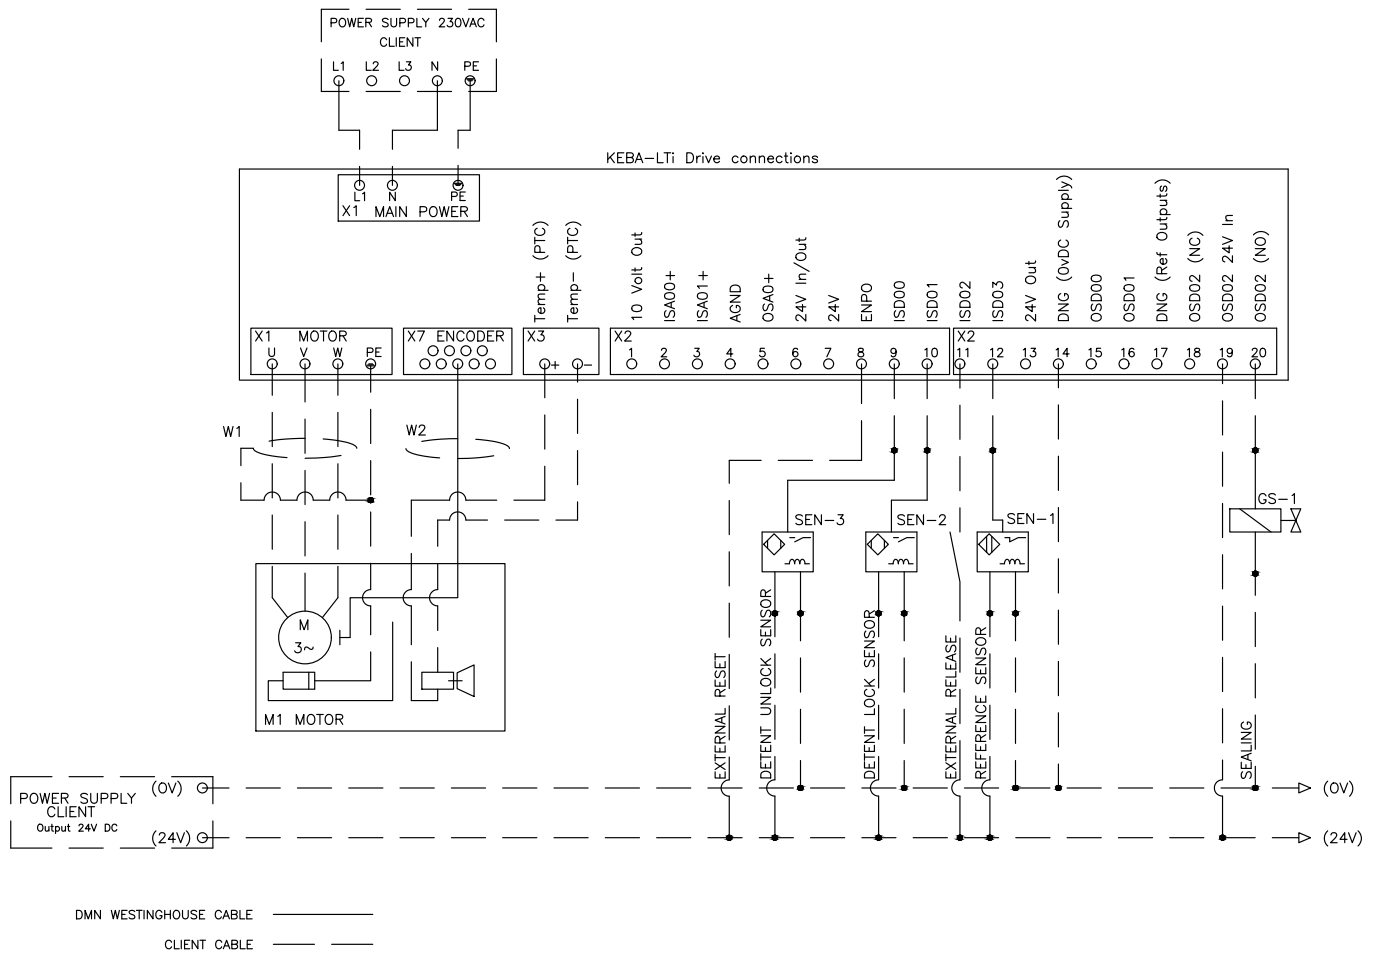 POWER SUPPLY 230VAC
CLIENT
L1 L2 L3 N PE
KEBA-LTi Drive connections
L1 N PE
X1 MAIN POWER
Temp+ (PTC)
Temp- (PTC)
10 Volt Out
ISA00+
ISA01+
AGND
OSA0+
24V In/Out
24V
ENPO
ISD00
ISD01
ISD02
ISD03
24V Out
DNG (0vDC Supply)
OSD00
OSD01
DNG (Ref Outputs)
OSD02 (NC)
OSD02 24V In
OSD02 (NO)
X1 MOTOR
U V W PE
X7 ENCODER
X3
+ -
X2
1 2 3 4 5 6 7 8 9 10
X2
11 12 13 14 15 16 17 18 19 20
W1
W2
SEN-3
SEN-2
SEN-1
GS-1
M
3~
M1 MOTOR
EXTERNAL RESET
DETENT UNLOCK SENSOR
DETENT LOCK SENSOR
EXTERNAL RELEASE
REFERENCE SENSOR
SEALING
POWER SUPPLY
CLIENT
Output 24V DC
(0V)
(24V)
(0V)
(24V)
DMN WESTINGHOUSE CABLE
CLIENT CABLE